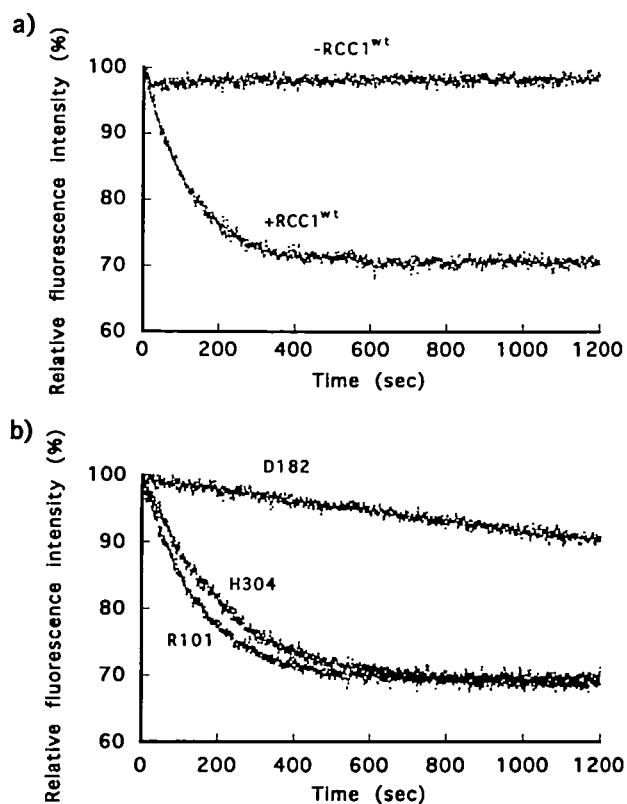 a)
Relative fluorescence intensity (%)
100
90
80
70
60
-RCC1wt
+RCC1wt
0 200 400 600 800 1000 1200
Time (sec)
b)
Relative fluorescence intensity (%)
100
90
80
70
60
D182
H304
R101
0 200 400 600 800 1000 1200
Time (sec)